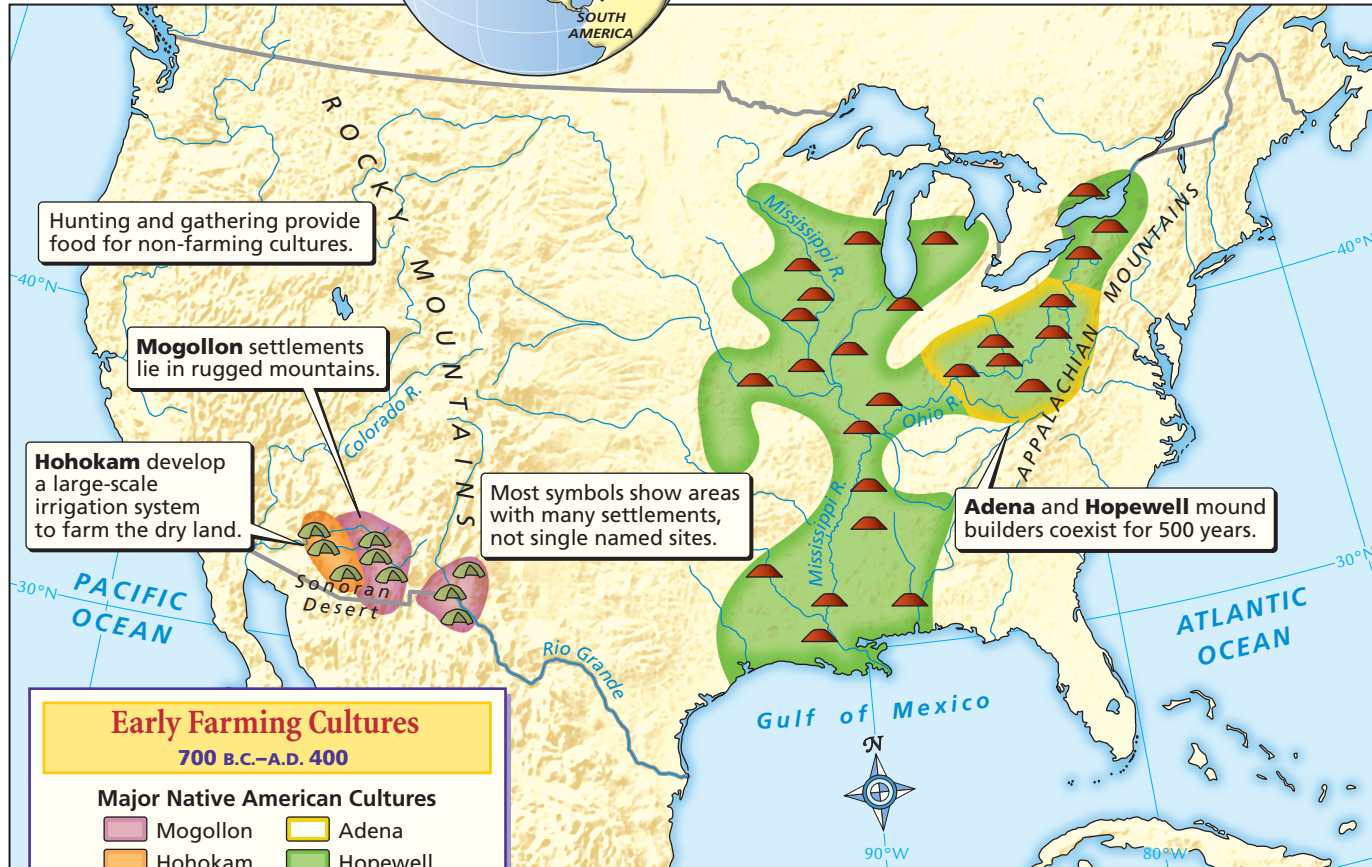 SOUTH
AMERICA
ROCKY MOUNTAINS
Hunting and gathering provide
food for non-farming cultures.
Mississippi R.
APPALACHIAN MOUNTAINS
40°N
40°N
Mogollon settlements
lie in rugged mountains.
Colorado R.
Ohio R.
Hohokam develop
a large-scale
irrigation system
to farm the dry land.
Most symbols show areas
with many settlements,
not single named sites.
Mississippi R.
Adena and Hopewell mound
builders coexist for 500 years.
30°N
30°N
PACIFIC
OCEAN
Sonoran
Desert
ATLANTIC
OCEAN
Rio Grande
Gulf of Mexico
N
90°W
80°W
Early Farming Cultures
700 B.C.–A.D. 400
Major Native American Cultures
Mogollon
Adena
Hohokam
Hopewell